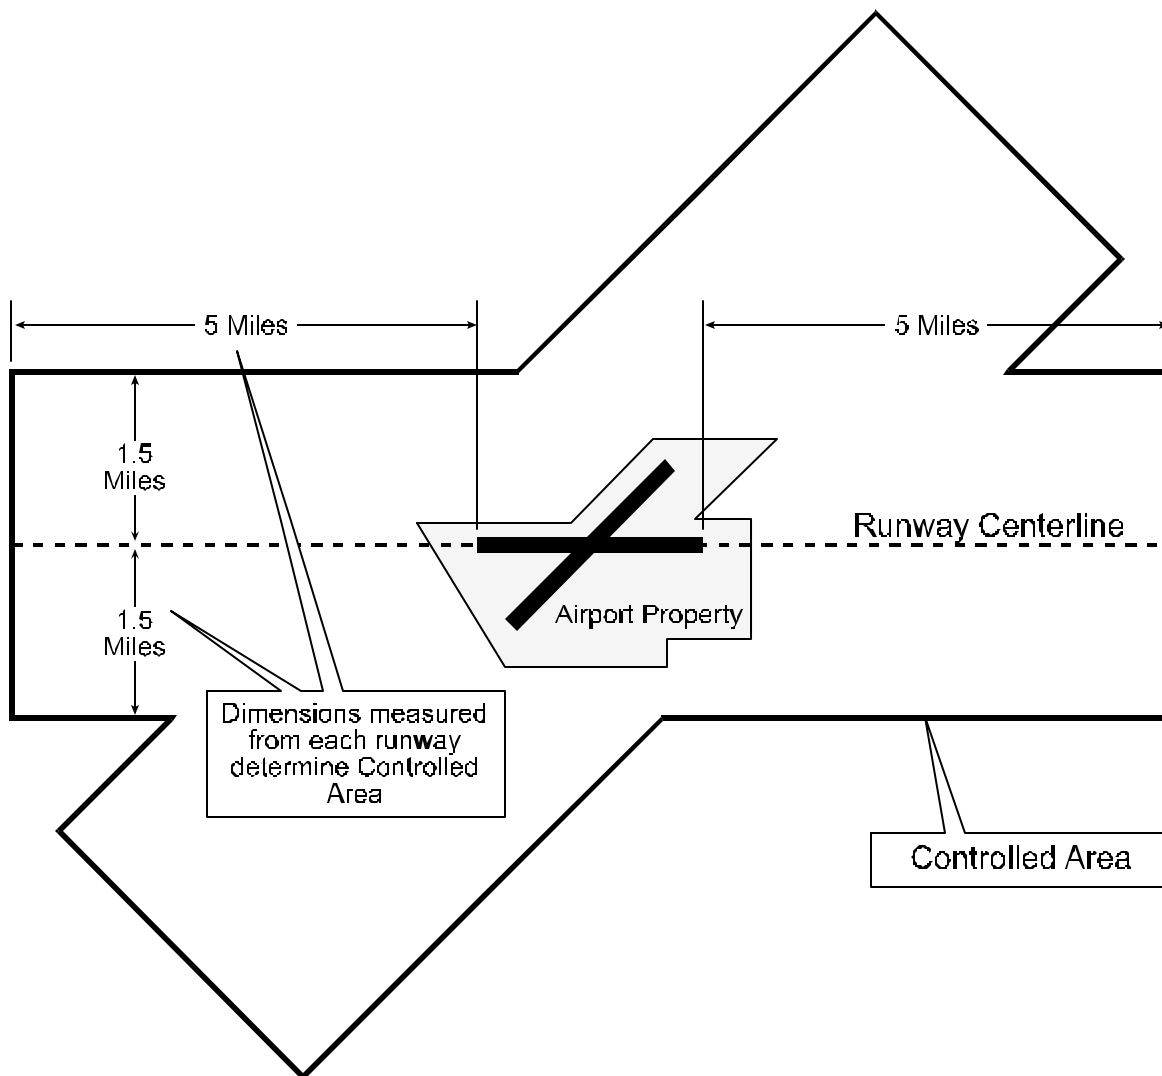 5 Miles
5 Miles
1.5
Miles
Runway Centerline
1.5
Miles
Airport Property
Dimensions measured
from each runway
determine Controlled
Area
Controlled Area